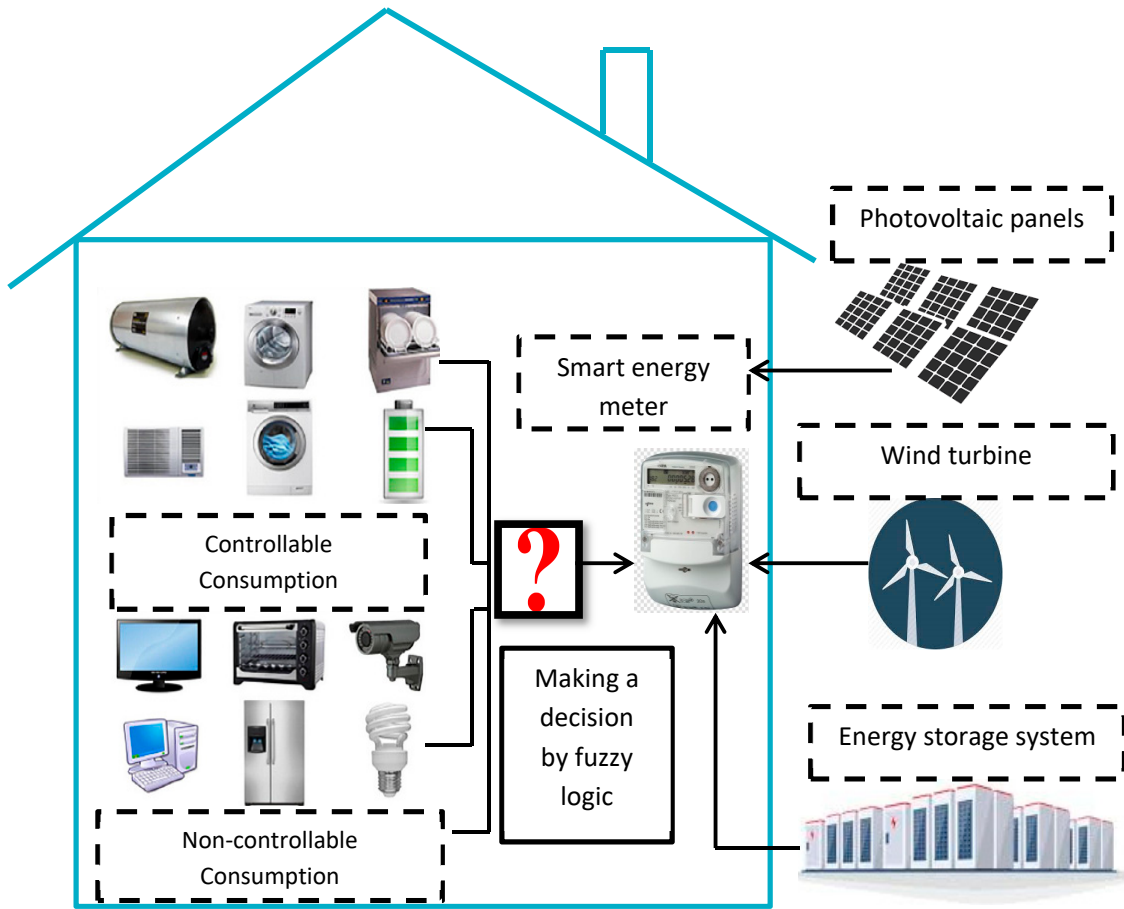 Photovoltaic panels
Smart energy
meter
Wind turbine
Controllable
Consumption
?
Making a
decision
by fuzzy
logic
Energy storage system
Non-controllable
Consumption